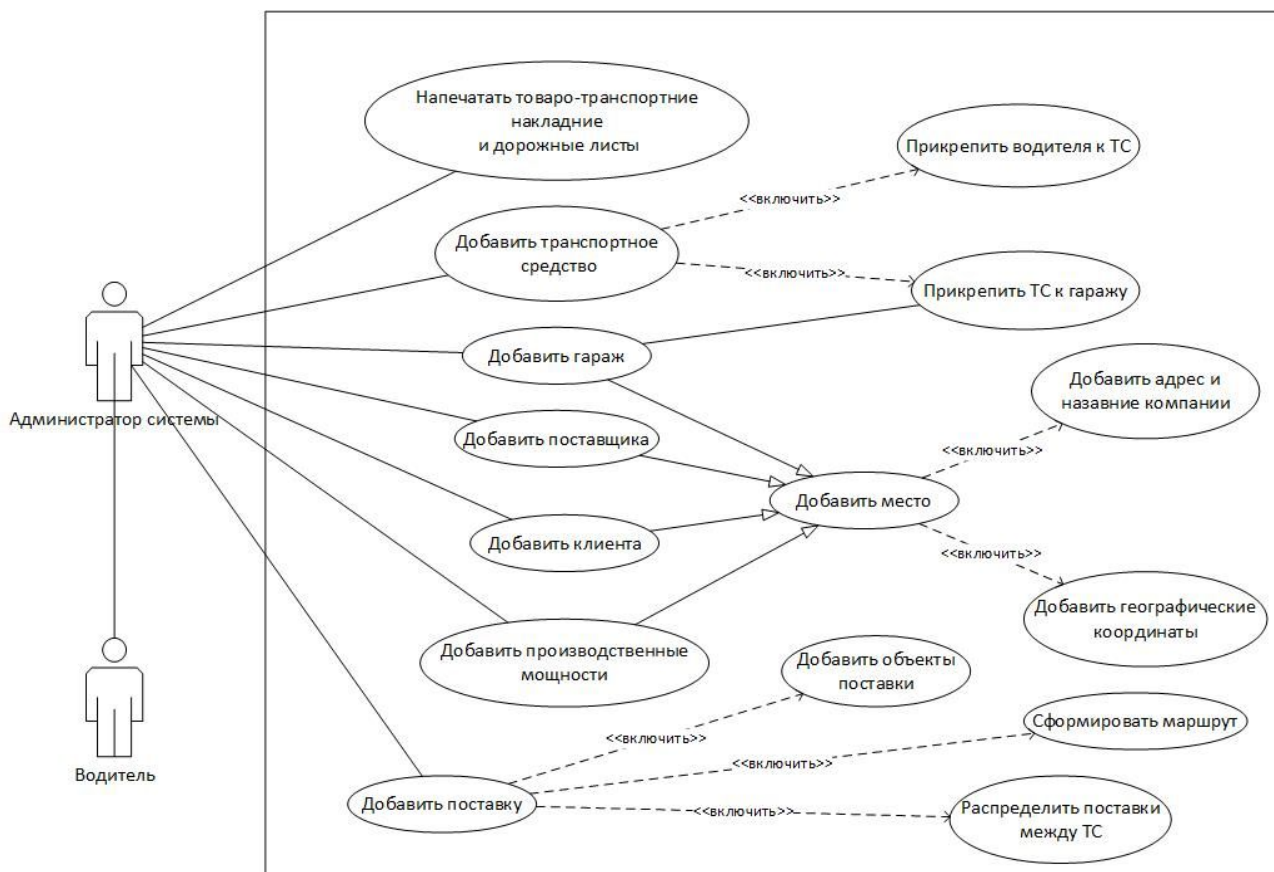 Напечатать товаро-транспортние
накладние
и дорожные листы
Прикрепить водителя к ТС
<<включить>>
Добавить транспортное
средство
<<включить>>
Прикрепить ТС к гаражу
Добавить гараж
Администратор системы
Добавить адрес и
назавние компании
Добавить поставщика
<<включить>>
Добавить место
Добавить клиента
<<включить>>
Добавить географические
координаты
Добавить производственные
мощности
Добавить объекты
поставки
Сформировать маршрут
<<включить>>
<<включить>>
Водитель
Добавить поставку
<<включить>>
Распределить поставки
между ТС